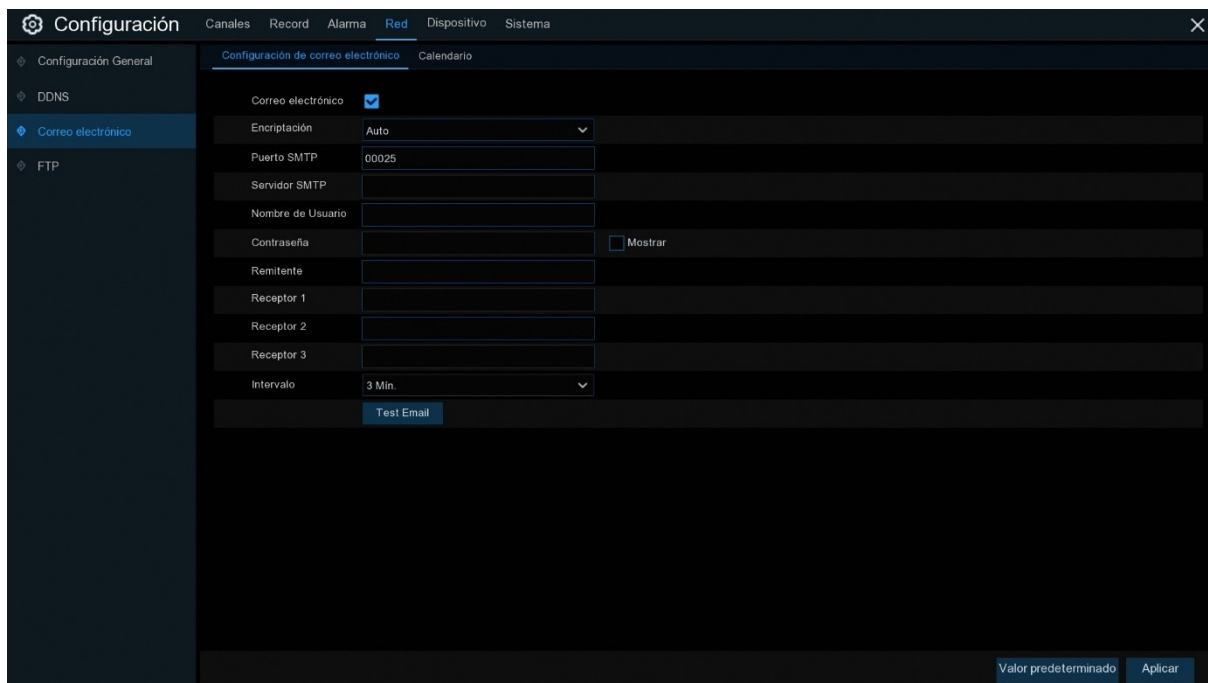 Configuración Canales Record Alarma Red Dispositivo Sistema
Configuración General
DDNS
Correo electrónico
FTP
Configuración de correo electrónico Calendario
Correo electrónico
Encriptación Auto
Puerto SMTP 00025
Servidor SMTP
Nombre de Usuario
Contraseña Mostrar
Remitente
Receptor 1
Receptor 2
Receptor 3
Intervalo 3 Mín.
Test Email
Valor predeterminado Aplicar